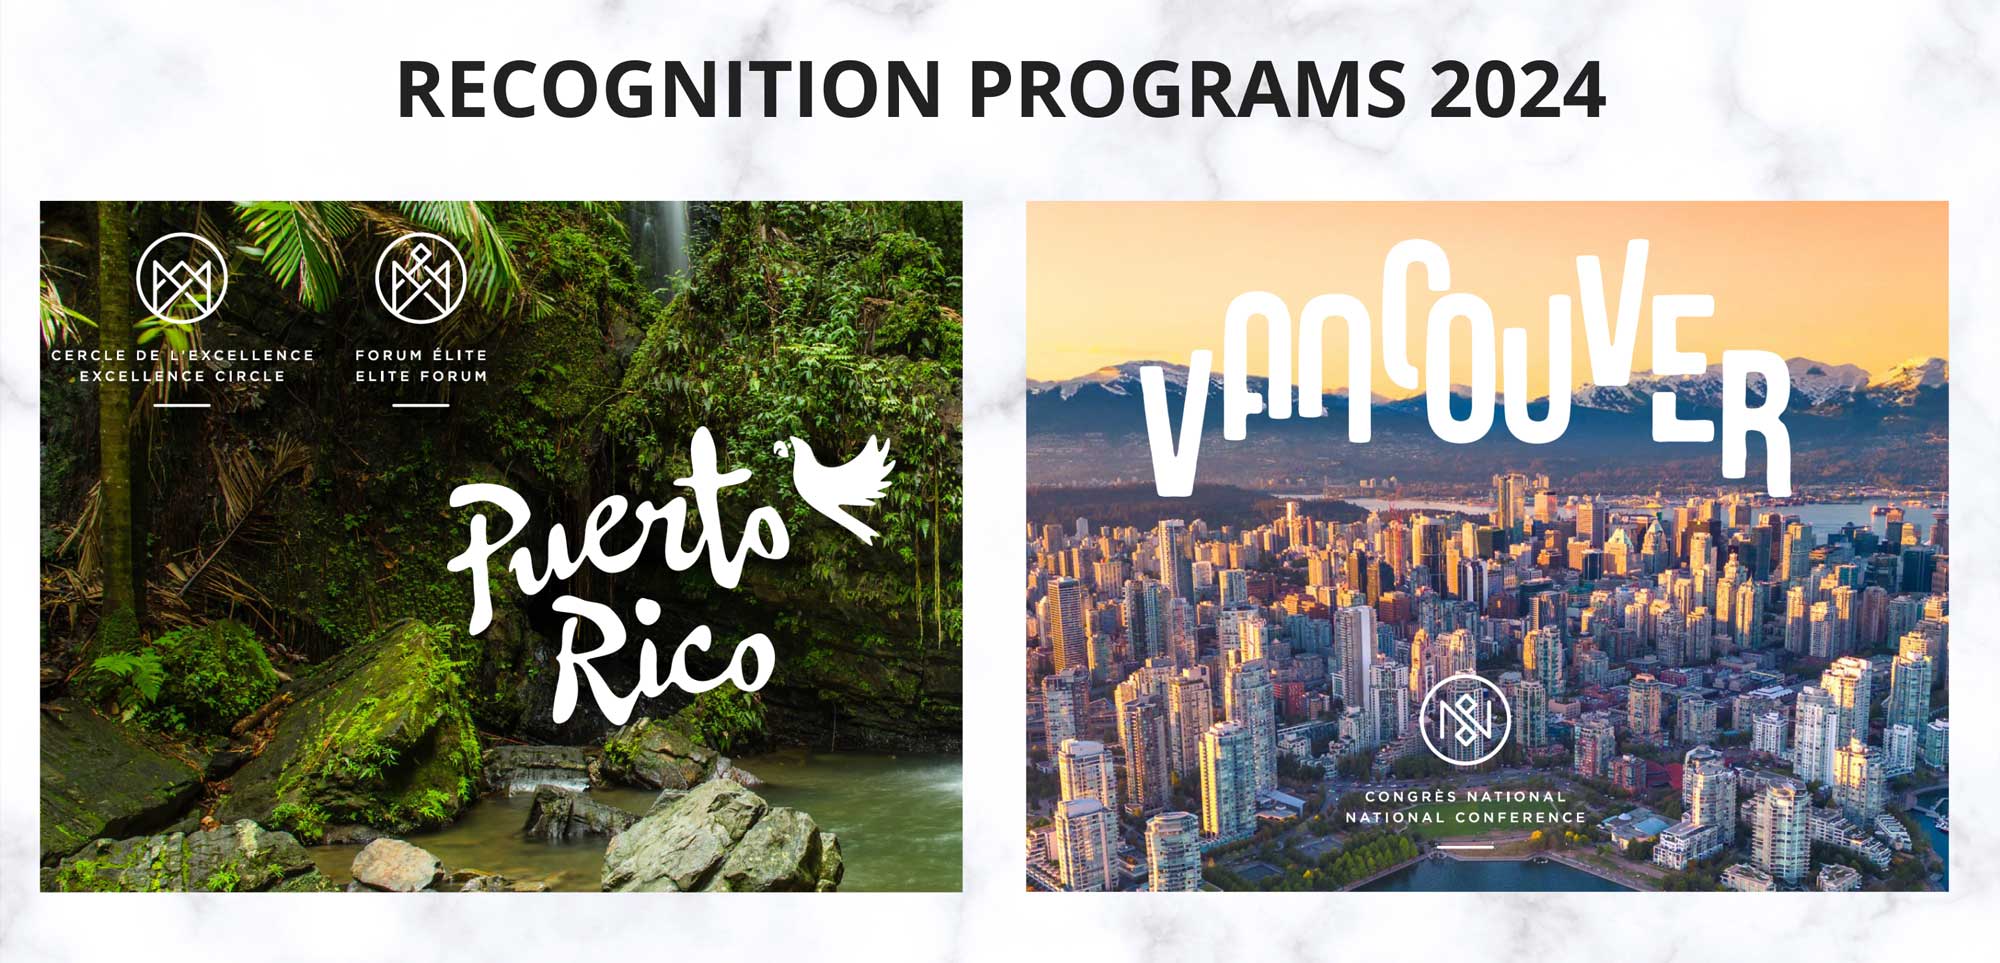 RECOGNITION PROGRAMS 2024
CERCLE DE L'EXCELLENCE
EXCELLENCE CIRCLE
FORUM ÉLITE
ELITE FORUM
Puerto
Rico
VANCOUVER
CONGRÈS NATIONAL
NATIONAL CONFERENCE